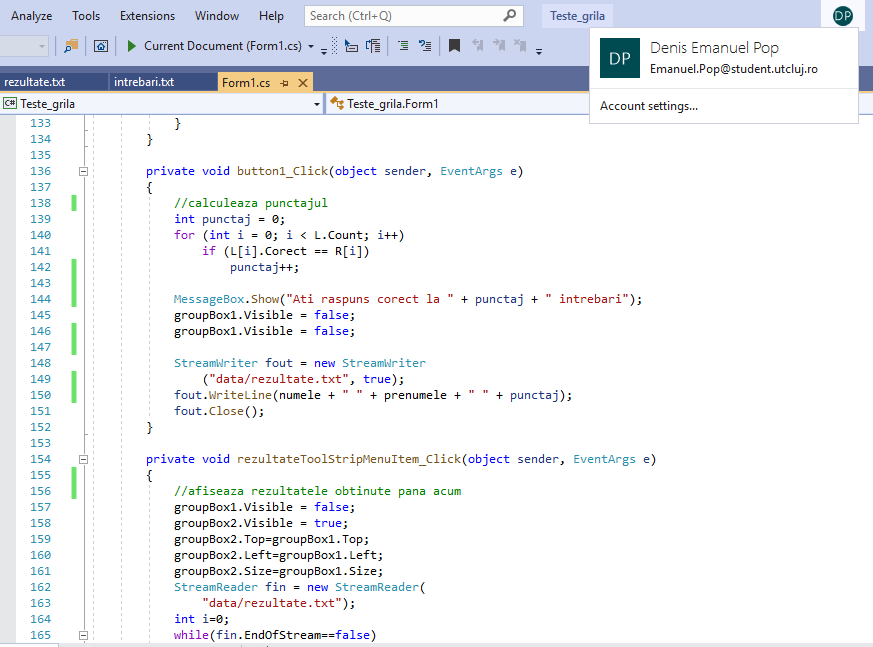 Analyze Tools Extensions Window Help Search (Ctrl+Q) Teste_grila DP
Current Document (Form1.cs)
DP Denis Emanuel Pop
Emanuel.Pop@student.utcluj.ro
Account settings...
rezultate.txt intrebari.txt Form1.cs
C# Teste_grila Teste_grila.Form1
133 }
134 }
135
136 private void button1_Click(object sender, EventArgs e)
137 {
138 //calculeaza punctajul
139 int punctaj = 0;
140 for (int i = 0; i < L.Count; i++)
141 if (L[i].Corect == R[i])
142 punctaj++;
143
144 MessageBox.Show("Ati raspuns corect la " + punctaj + " intrebari");
145 groupBox1.Visible = false;
146 groupBox1.Visible = false;
147
148 StreamWriter fout = new StreamWriter
149 ("data/rezultate.txt", true);
150 fout.WriteLine(numele + " " + prenumele + " " + punctaj);
151 fout.Close();
152 }
153
154 private void rezultateToolStripMenuItem_Click(object sender, EventArgs e)
155 {
156 //afiseaza rezultatele obtinute pana acum
157 groupBox1.Visible = false;
158 groupBox2.Visible = true;
159 groupBox2.Top=groupBox1.Top;
160 groupBox2.Left=groupBox1.Left;
161 groupBox2.Size=groupBox1.Size;
162 StreamReader fin = new StreamReader(
163 "data/rezultate.txt");
164 int i=0;
165 while(fin.EndOfStream==false)